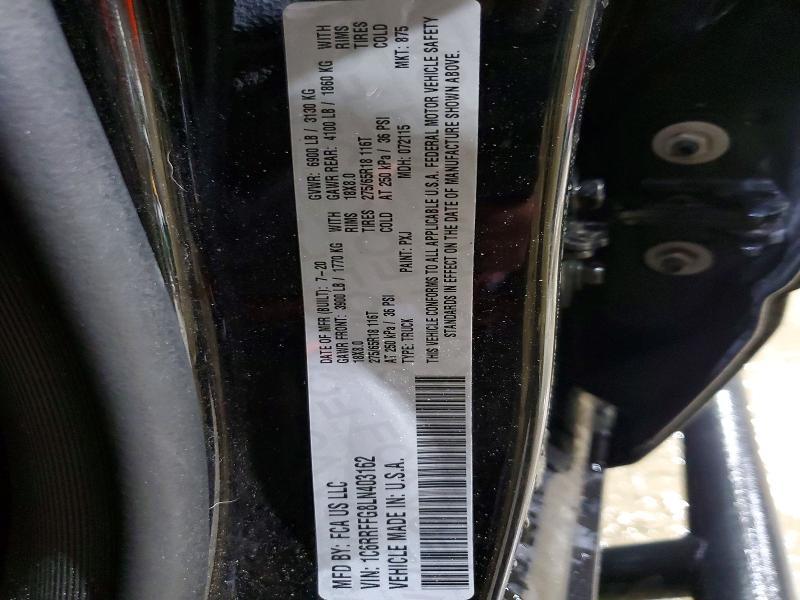 MFD BY: FCA US LLC
DATE OF MFR (BUILT): 7-20
GVWR: 6900 LB / 3130 KG
GAWR FRONT: 3900 LB / 1770 KG WITH
GAWR REAR: 4100 LB / 1860 KG WITH
18X8.0 RIMS
18X8.0 RIMS
275/65R18 116T TIRES
275/65R18 116T TIRES
AT 250 kPa / 36 PSI COLD
AT 250 kPa / 36 PSI COLD
VIN: 1C6RRFFG8LN403162
TYPE: TRUCK
PAINT: PXJ
MDH: 072115
MKT: 875
VEHICLE MADE IN: U.S.A.
THIS VEHICLE CONFORMS TO ALL APPLICABLE U.S.A. FEDERAL MOTOR VEHICLE SAFETY
STANDARDS IN EFFECT ON THE DATE OF MANUFACTURE SHOWN ABOVE.